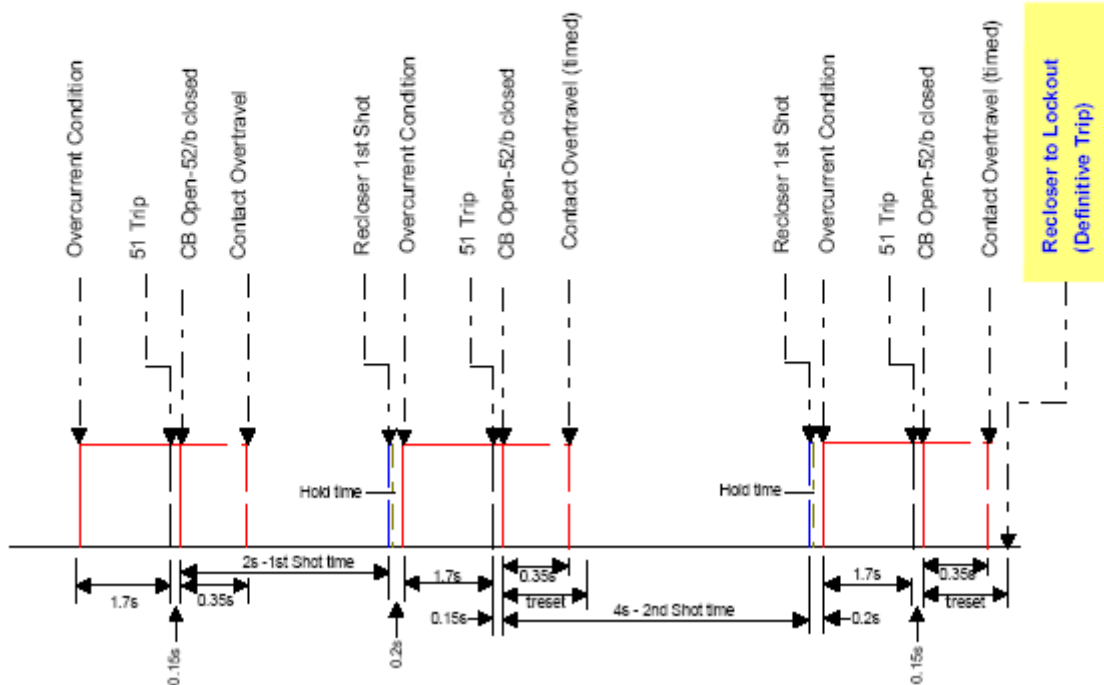 Overcurrent Condition
51 Trip
CB Open-52/b closed
Contact Overtravel
Recloser 1st Shot
Overcurrent Condition
51 Trip
CB Open-52/b closed
Contact Overtravel (timed)
Recloser 1st Shot
Overcurrent Condition
51 Trip
CB Open-52/b closed
Contact Overtravel (timed)
Recloser to Lockout
(Definitive Trip)
Hold time
Hold time
2s -1st Shot time
1.7s
0.35s
0.15s
0.2s
1.7s
0.35s
treset
0.15s
4s - 2nd Shot time
1.7s
0.2s
0.35s
treset
0.15s